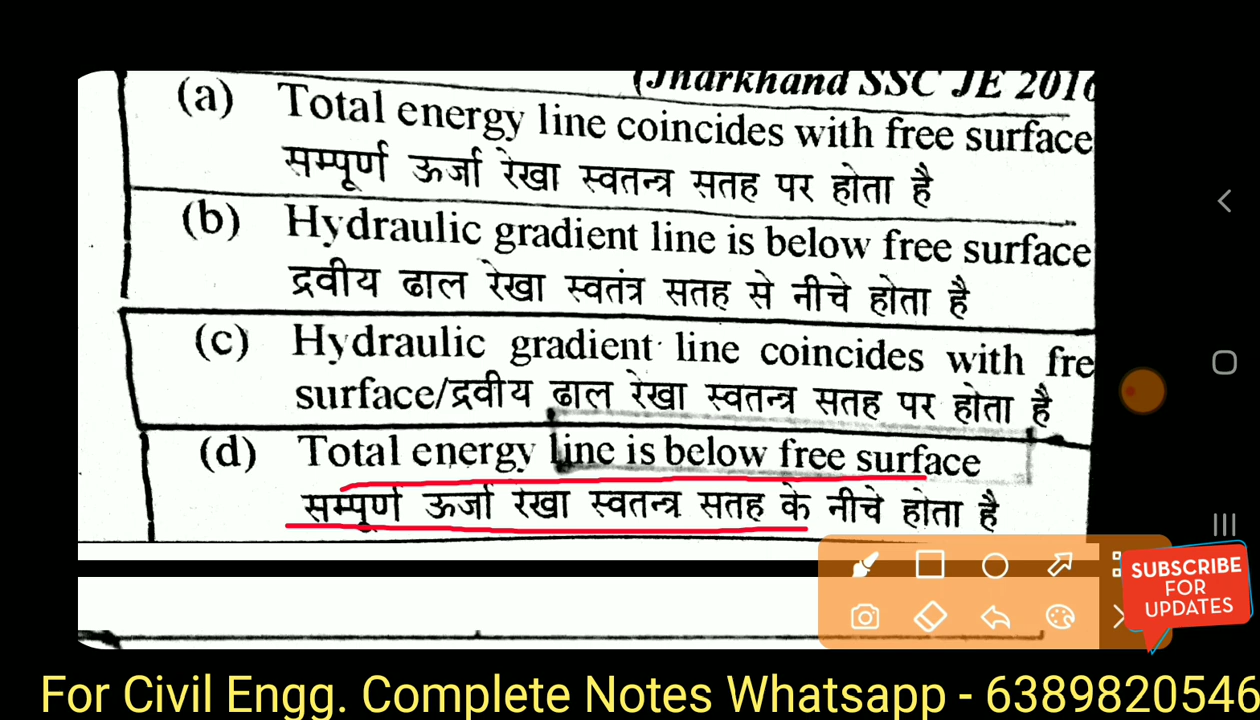 (Jharkhand SSC JE 2016
(a) Total energy line coincides with free surface
सम्पूर्ण ऊर्जा रेखा स्वतन्त्र सतह पर होता है
(b) Hydraulic gradient line is below free surface
द्रवीय ढाल रेखा स्वतंत्र सतह से नीचे होता है
(c) Hydraulic gradient line coincides with fre
surface/द्रवीय ढाल रेखा स्वतन्त्र सतह पर होता है
(d) Total energy line is below free surface
सम्पूर्ण ऊर्जा रेखा स्वतन्त्र सतह के नीचे होता है
SUBSCRIBE
FOR
UPDATES
For Civil Engg. Complete Notes Whatsapp - 6389820546